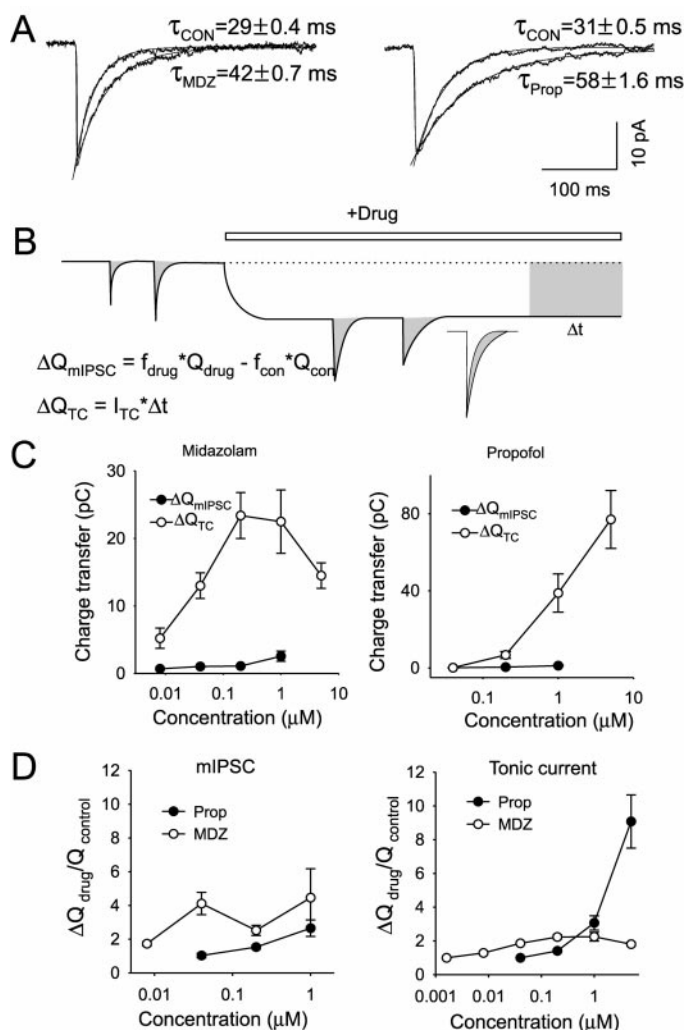 A
τCON=29±0.4 ms
τMDZ=42±0.7 ms
τCON=31±0.5 ms
τProp=58±1.6 ms
10 pA
100 ms
B
+Drug
Δt
ΔQmIPSC = fdrug*Qdrug - fcon*Qcon
ΔQTC = ITC*Δt
C
Midazolam
Charge transfer (pC)
30
20
10
0
ΔQmIPSC
ΔQTC
0.01 0.1 1 10
Concentration (μM)
Propofol
Charge transfer (pC)
80
40
0
ΔQmIPSC
ΔQTC
0.1 1 10
Concentration (μM)
D
mIPSC
ΔQdrug/Qcontrol
12
10
8
6
4
2
0
Prop
MDZ
0.01 0.1 1
Concentration (μM)
Tonic current
ΔQdrug/Qcontrol
12
10
8
6
4
2
0
Prop
MDZ
0.001 0.01 0.1 1
Concentration (μM)